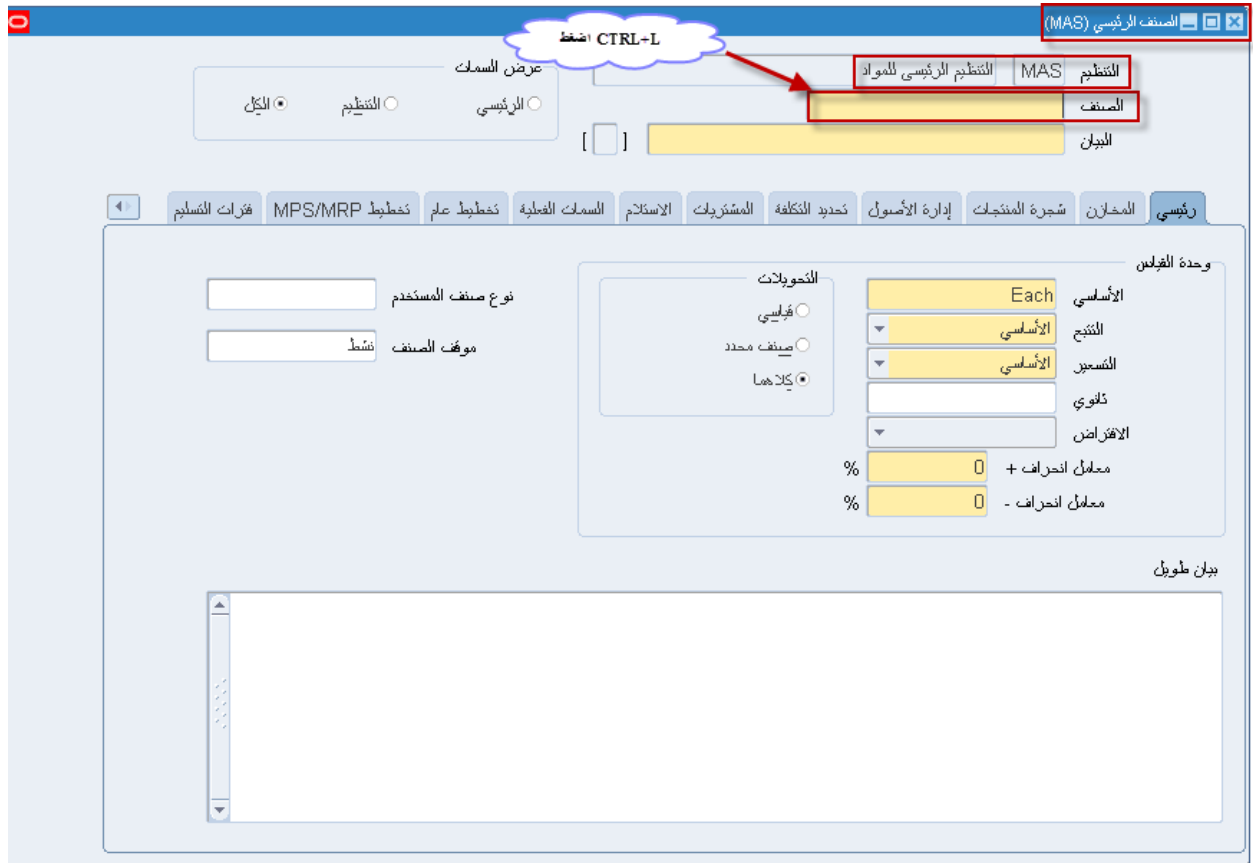 الصنف الرئيسي (MAS)
اضغط CTRL+L
التنظيم MAS التنظيم الرئيسى للمواد
الصنف
البيان
[ ]
عرض السمات
الرئيسي
التنظيم
الكل
رئيسي المخازن شجرة المنتجات إدارة الأصول تحديد التكلفة المشتريات الاستلام السمات الفعلية تخطيط عام تخطيط MPS/MRP فترات التسليم
وحدة القياس
الأساسي Each
التتبع الأساسي
التسعير الأساسي
ثانوي
الافتراض
معامل انحراف + 0 %
معامل انحراف - 0 %
التحويلات
قياسي
صنف محدد
كلاهما
نوع صنف المستخدم
موقف الصنف نشط
بيان طويل